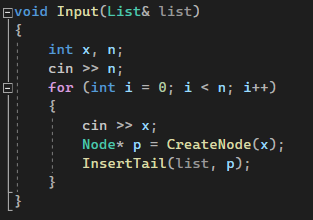 void Input(List& list)
{
    int x, n;
    cin >> n;
    for (int i = 0; i < n; i++)
    {
        cin >> x;
        Node* p = CreateNode(x);
        InsertTail(list, p);
    }
}